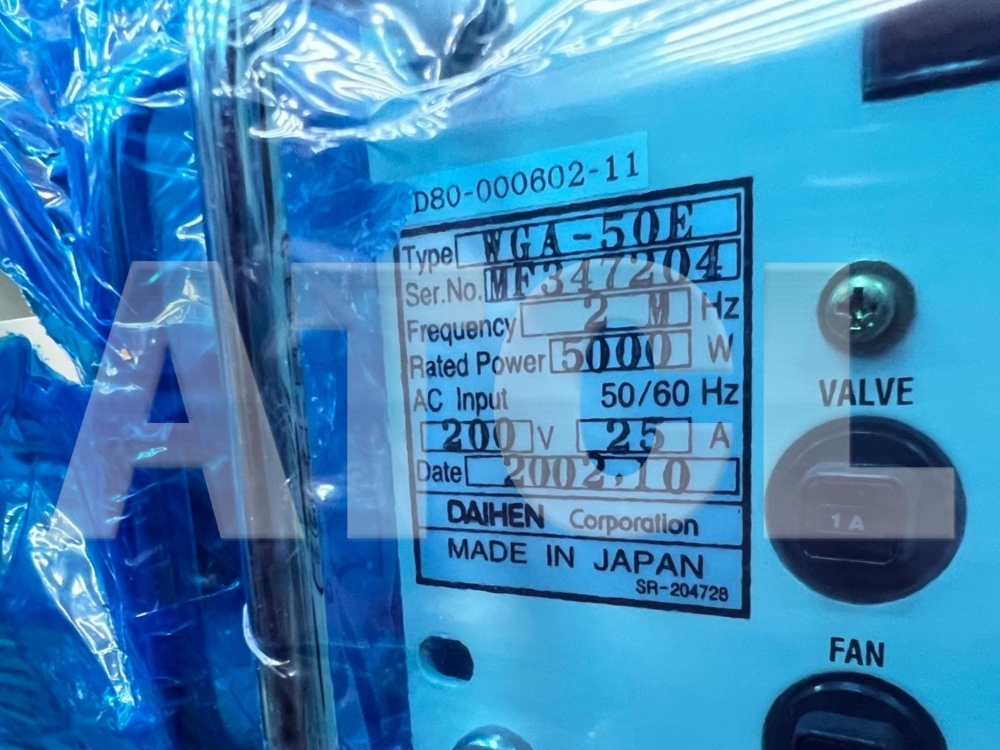 D80-000602-11
Type WGA-50E
Ser.No. MF347204
Frequency 2 M Hz
Rated Power 5000 W
AC Input 50/60 Hz
200 V 25 A
Date 2002.10
DAIHEN Corporation
MADE IN JAPAN
SR-204728
VALVE
1A
FAN
ATCL